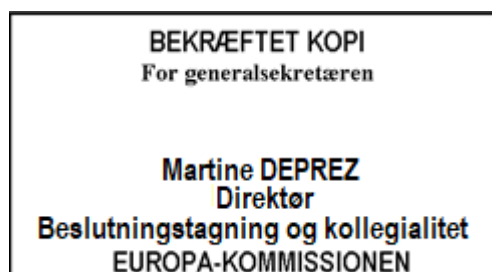 BEKRÆFTET KOPI
For generalsekretæren
Martine DEPREZ
Direktør
Beslutningstagning og kollegialitet
EUROPA-KOMMISSIONEN